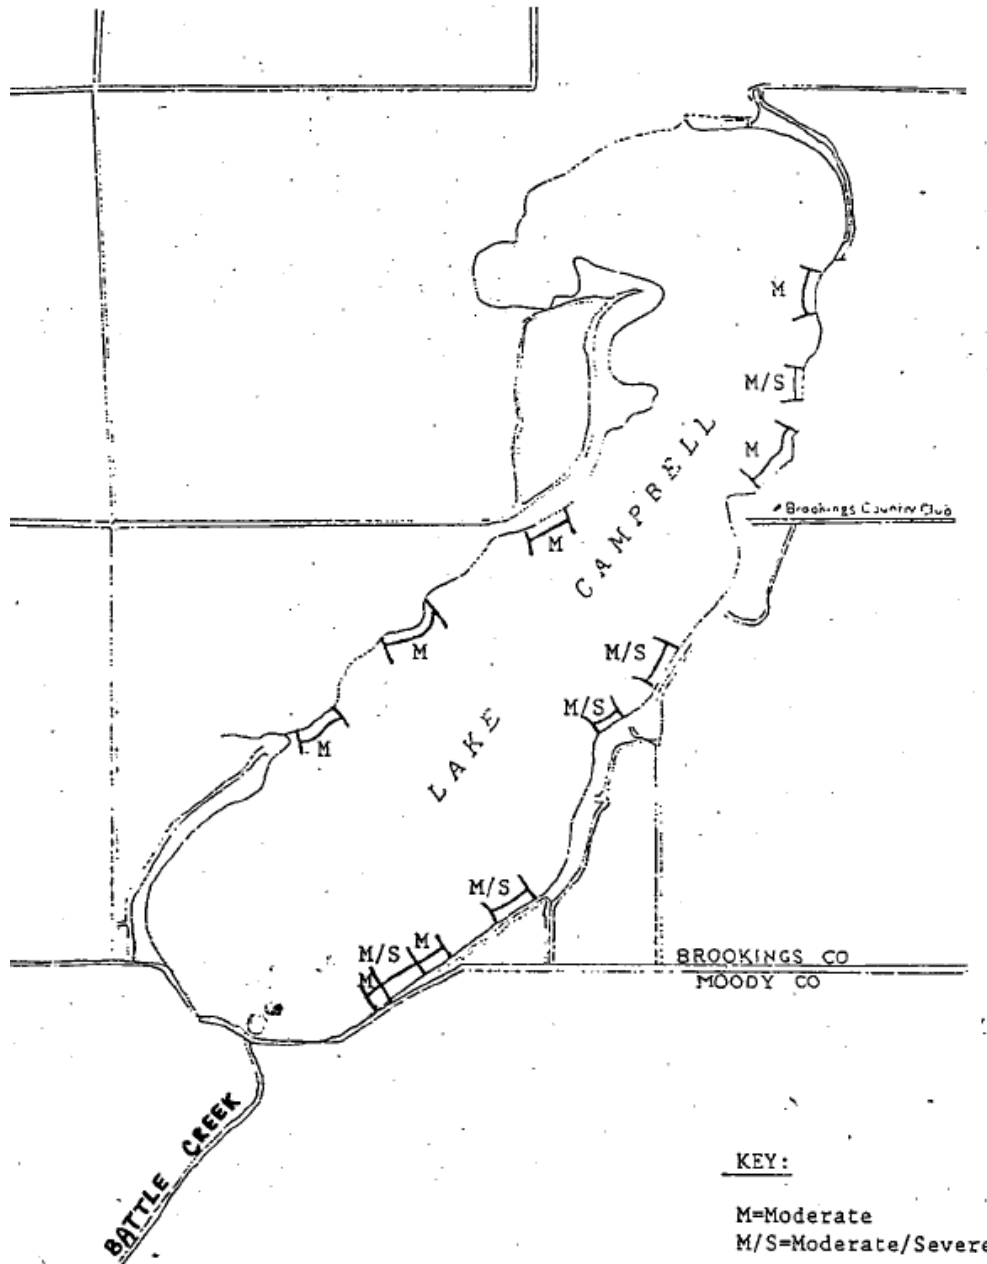 M
M/S
M
Brookings Country Club
LAKE CAMPBELL
M
M
M
M/S
M/S
M/S
M
M/S
M
BROOKINGS CO
MOODY CO
BATTLE CREEK
KEY:
M=Moderate
M/S=Moderate/Severe